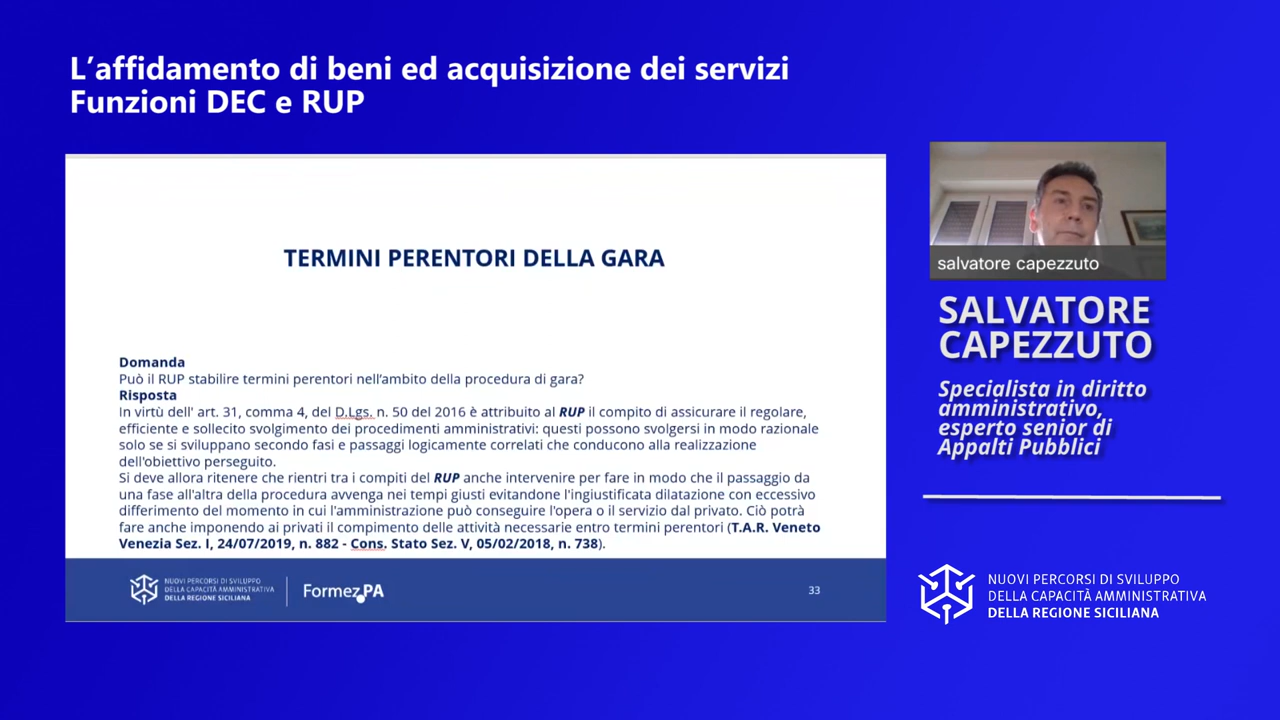 L'affidamento di beni ed acquisizione dei servizi
Funzioni DEC e RUP
TERMINI PERENTORI DELLA GARA
Domanda
Può il RUP stabilire termini perentori nell'ambito della procedura di gara?
Risposta
In virtù dell' art. 31, comma 4, del D.Lgs. n. 50 del 2016 è attribuito al RUP il compito di assicurare il regolare,
efficiente e sollecito svolgimento dei procedimenti amministrativi: questi possono svolgersi in modo razionale
solo se si sviluppano secondo fasi e passaggi logicamente correlati che conducono alla realizzazione
dell'obiettivo perseguito.
Si deve allora ritenere che rientri tra i compiti del RUP anche intervenire per fare in modo che il passaggio da
una fase all'altra della procedura avvenga nei tempi giusti evitandone l'ingiustificata dilatazione con eccessivo
differimento del momento in cui l'amministrazione può conseguire l'opera o il servizio dal privato. Ciò potrà
fare anche imponendo ai privati il compimento delle attività necessarie entro termini perentori (T.A.R. Veneto
Venezia Sez. I, 24/07/2019, n. 882 - Cons. Stato Sez. V, 05/02/2018, n. 738).
NUOVI PERCORSI DI SVILUPPO
DELLA CAPACITÀ AMMINISTRATIVA
DELLA REGIONE SICILIANA
FormezPA
33
salvatore capezzuto
SALVATORE
CAPEZZUTO
Specialista in diritto
amministrativo,
esperto senior di
Appalti Pubblici
NUOVI PERCORSI DI SVILUPPO
DELLA CAPACITÀ AMMINISTRATIVA
DELLA REGIONE SICILIANA